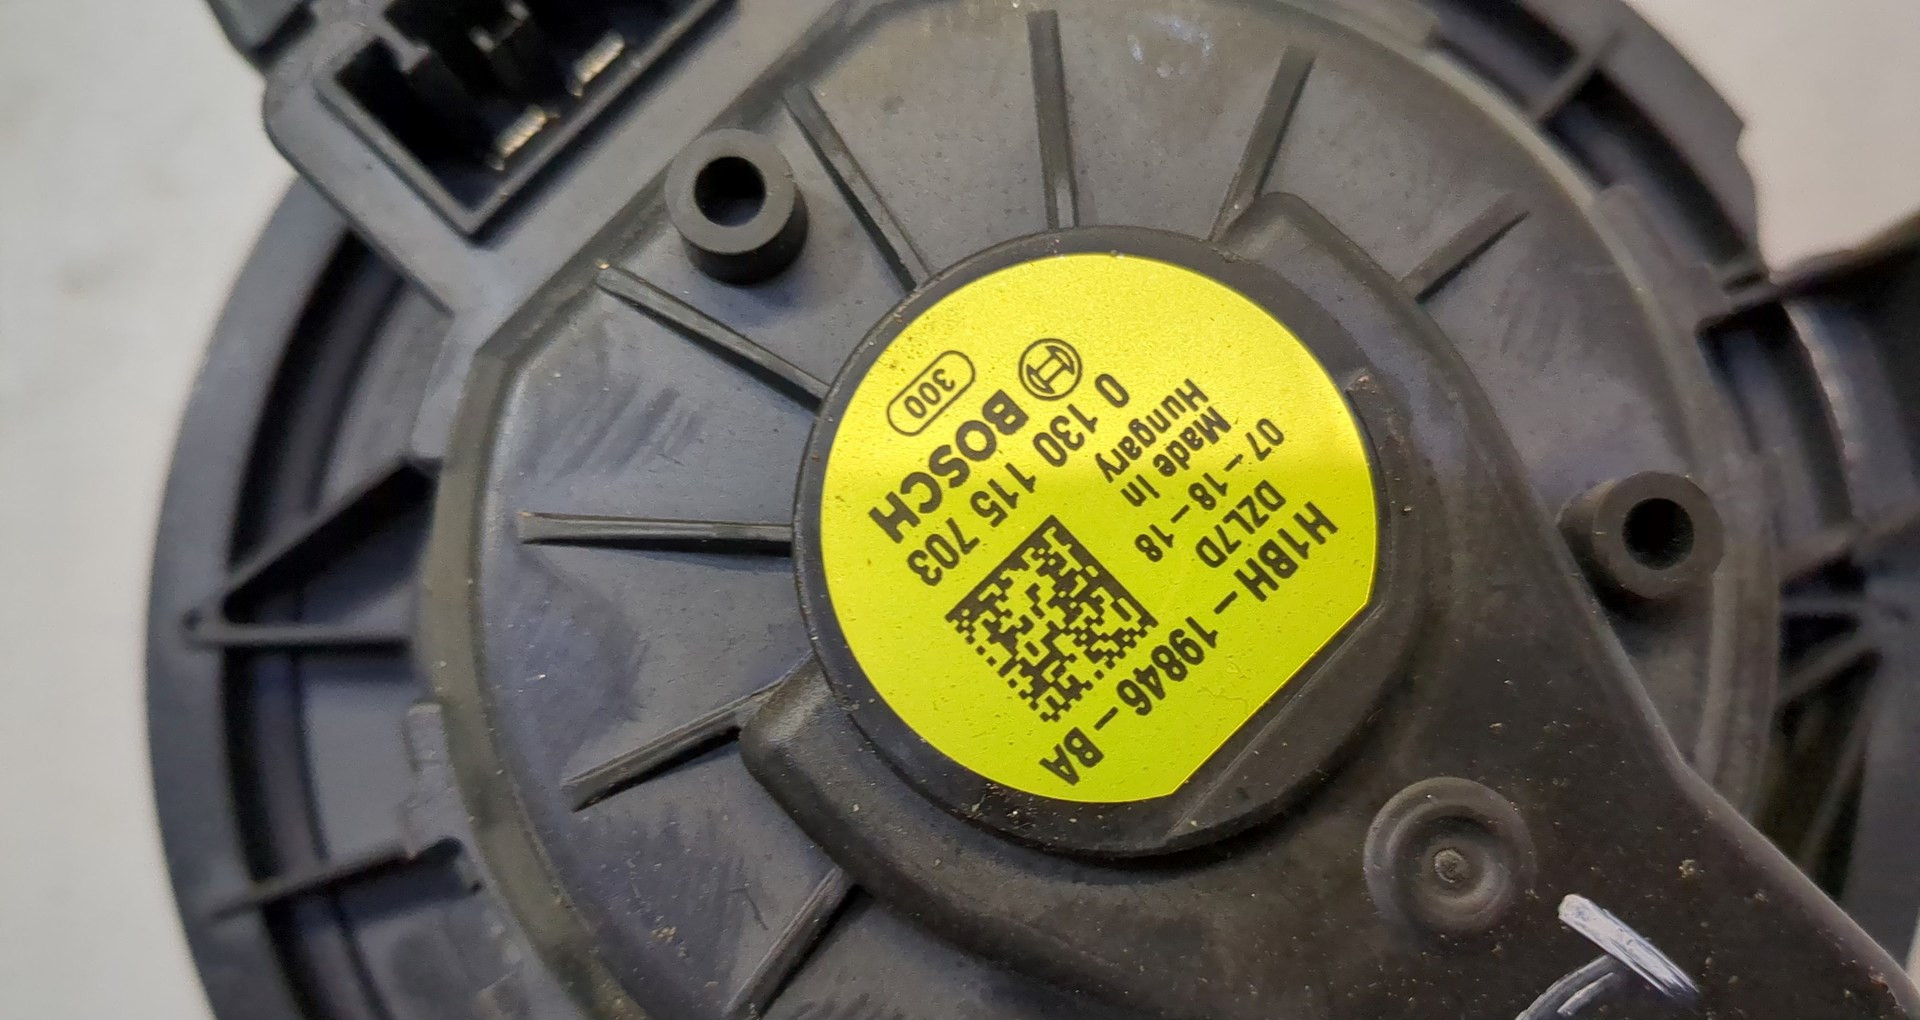 H1BH-19846-BA
DZL7D
07-18-18
Made in
Hungary
0 130 115 703
BOSCH
300